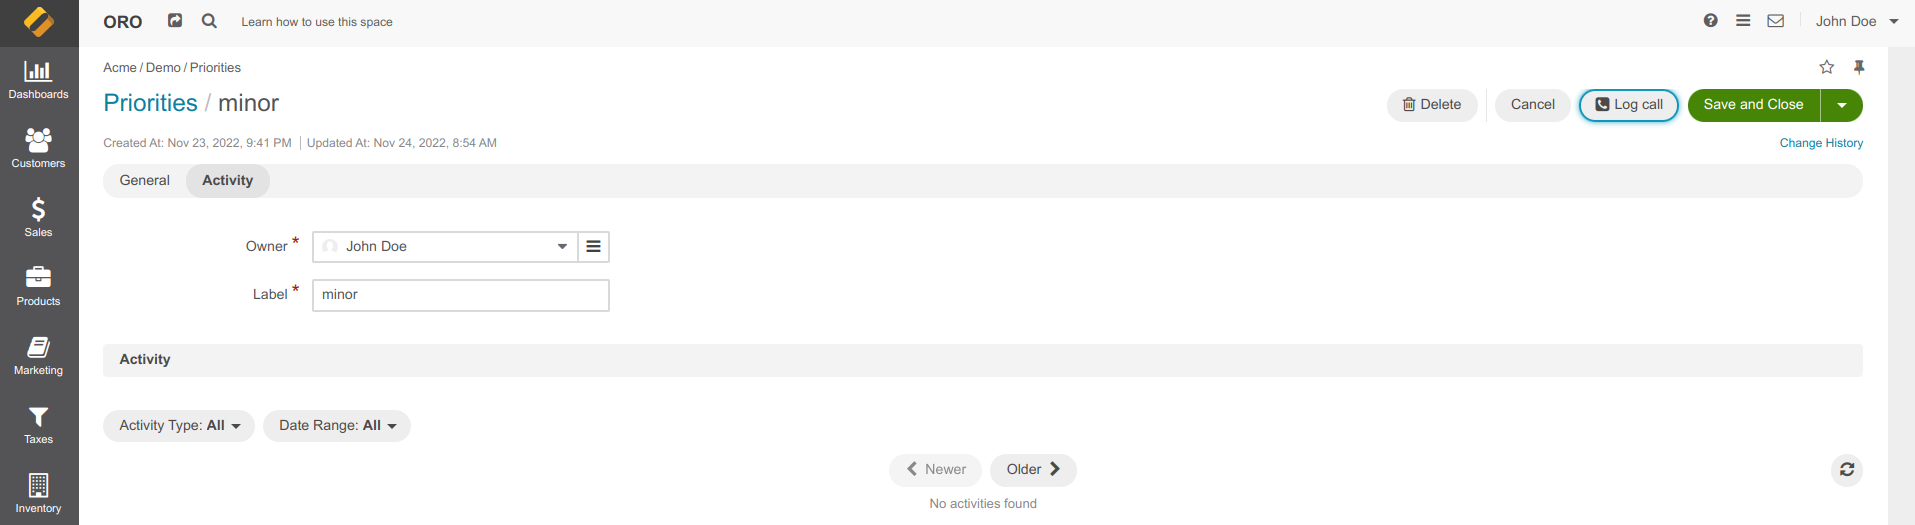 ORO Learn how to use this space John Doe
Dashboards
Customers
Sales
Products
Marketing
Taxes
Inventory
Acme / Demo / Priorities
Priorities / minor
Delete Cancel Log call Save and Close
Created At: Nov 23, 2022, 9:41 PM Updated At: Nov 24, 2022, 8:54 AM Change History
General Activity
Owner * John Doe
Label * minor
Activity
Activity Type: All Date Range: All
Newer Older
No activities found